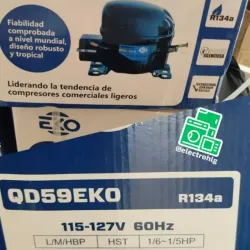 Fiabilidad
comprobada
a nivel mundial,
diseño robusto
y tropical
R134a
Liderando la tendencia de
compresores comerciales ligeros
EKO
@electrohlg
QD59EKO
R134a
115-127V 60Hz
L/M/HBP
HST
1/6~1/5HP